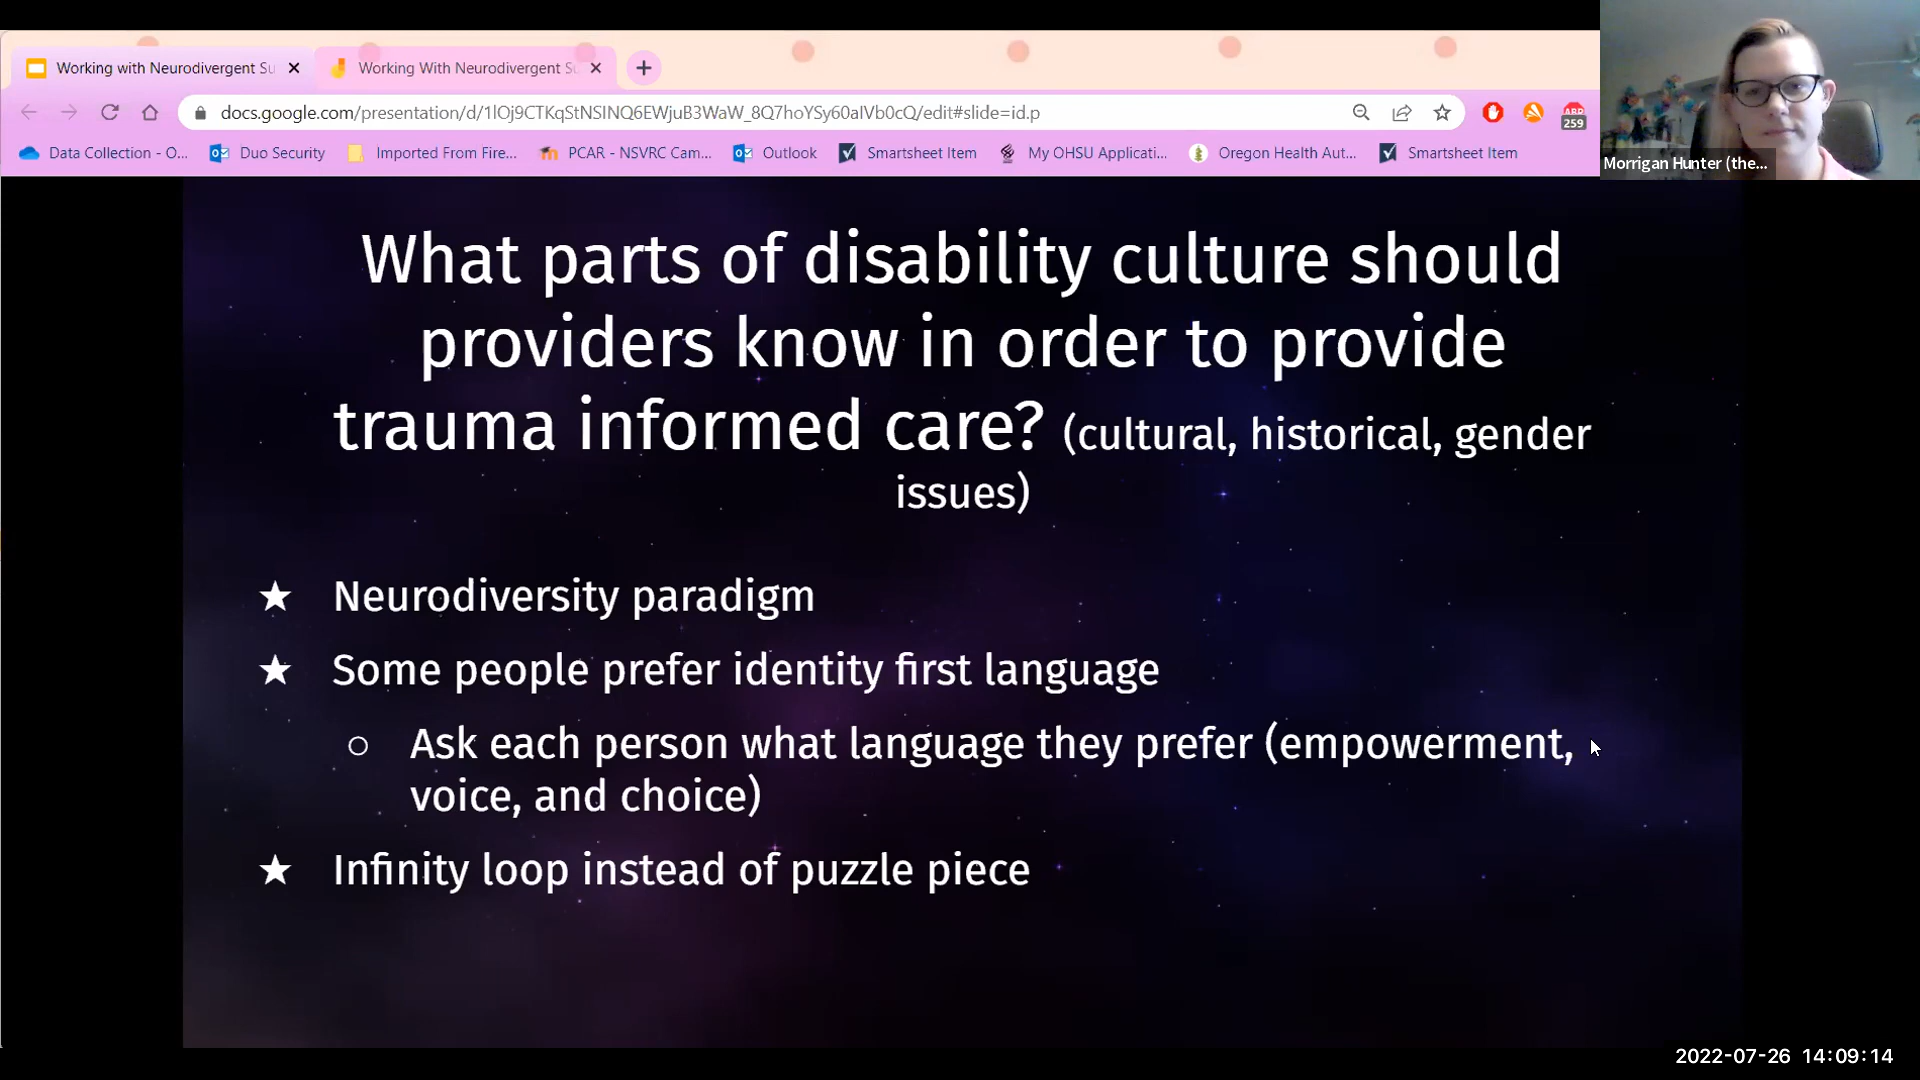 Working with Neurodivergent Su
Working With Neurodivergent Su
docs.google.com/presentation/d/1lOj9CTKqStNSINQ6EWjuB3WaW_8Q7hoYSy60aIVb0cQ/edit#slide=id.p
ABP
259
Data Collection - O...
Duo Security
Imported From Fire...
PCAR - NSVRC Cam...
Outlook
Smartsheet Item
My OHSU Applicati...
Oregon Health Aut...
Smartsheet Item
Morrigan Hunter (the...
What parts of disability culture should
providers know in order to provide
trauma informed care? (cultural, historical, gender
issues)
★ Neurodiversity paradigm
★ Some people prefer identity first language
○ Ask each person what language they prefer (empowerment,
voice, and choice)
★ Infinity loop instead of puzzle piece
2022-07-26 14:09:14